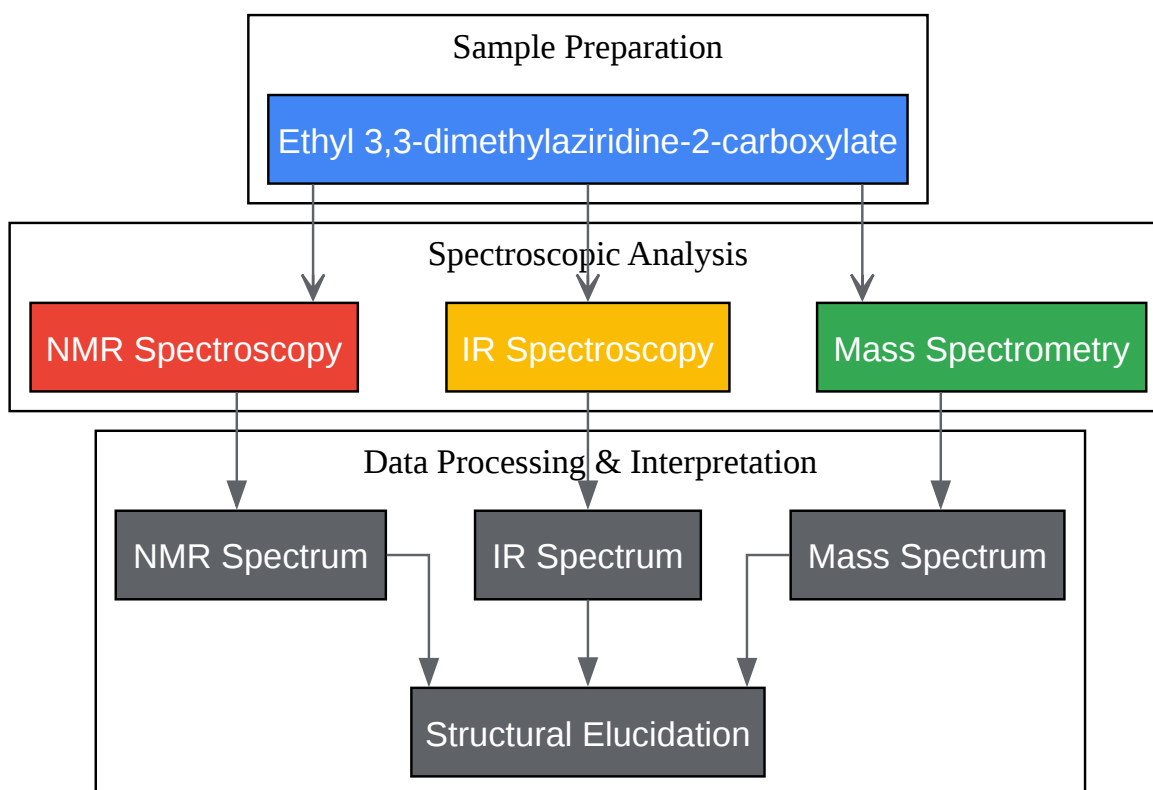 Sample Preparation
Ethyl 3,3-dimethylaziridine-2-carboxylate
Spectroscopic Analysis
NMR Spectroscopy
IR Spectroscopy
Mass Spectrometry
Data Processing & Interpretation
NMR Spectrum
IR Spectrum
Mass Spectrum
Structural Elucidation